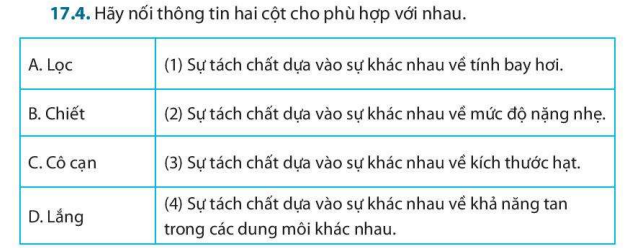 17.4. Hãy nối thông tin hai cột cho phù hợp với nhau.
A. Lọc
(1) Sự tách chất dựa vào sự khác nhau về tính bay hơi.
B. Chiết
(2) Sự tách chất dựa vào sự khác nhau về mức độ nặng nhẹ.
C. Cô cạn
(3) Sự tách chất dựa vào sự khác nhau về kích thước hạt.
D. Lắng
(4) Sự tách chất dựa vào sự khác nhau về khả năng tan
trong các dung môi khác nhau.